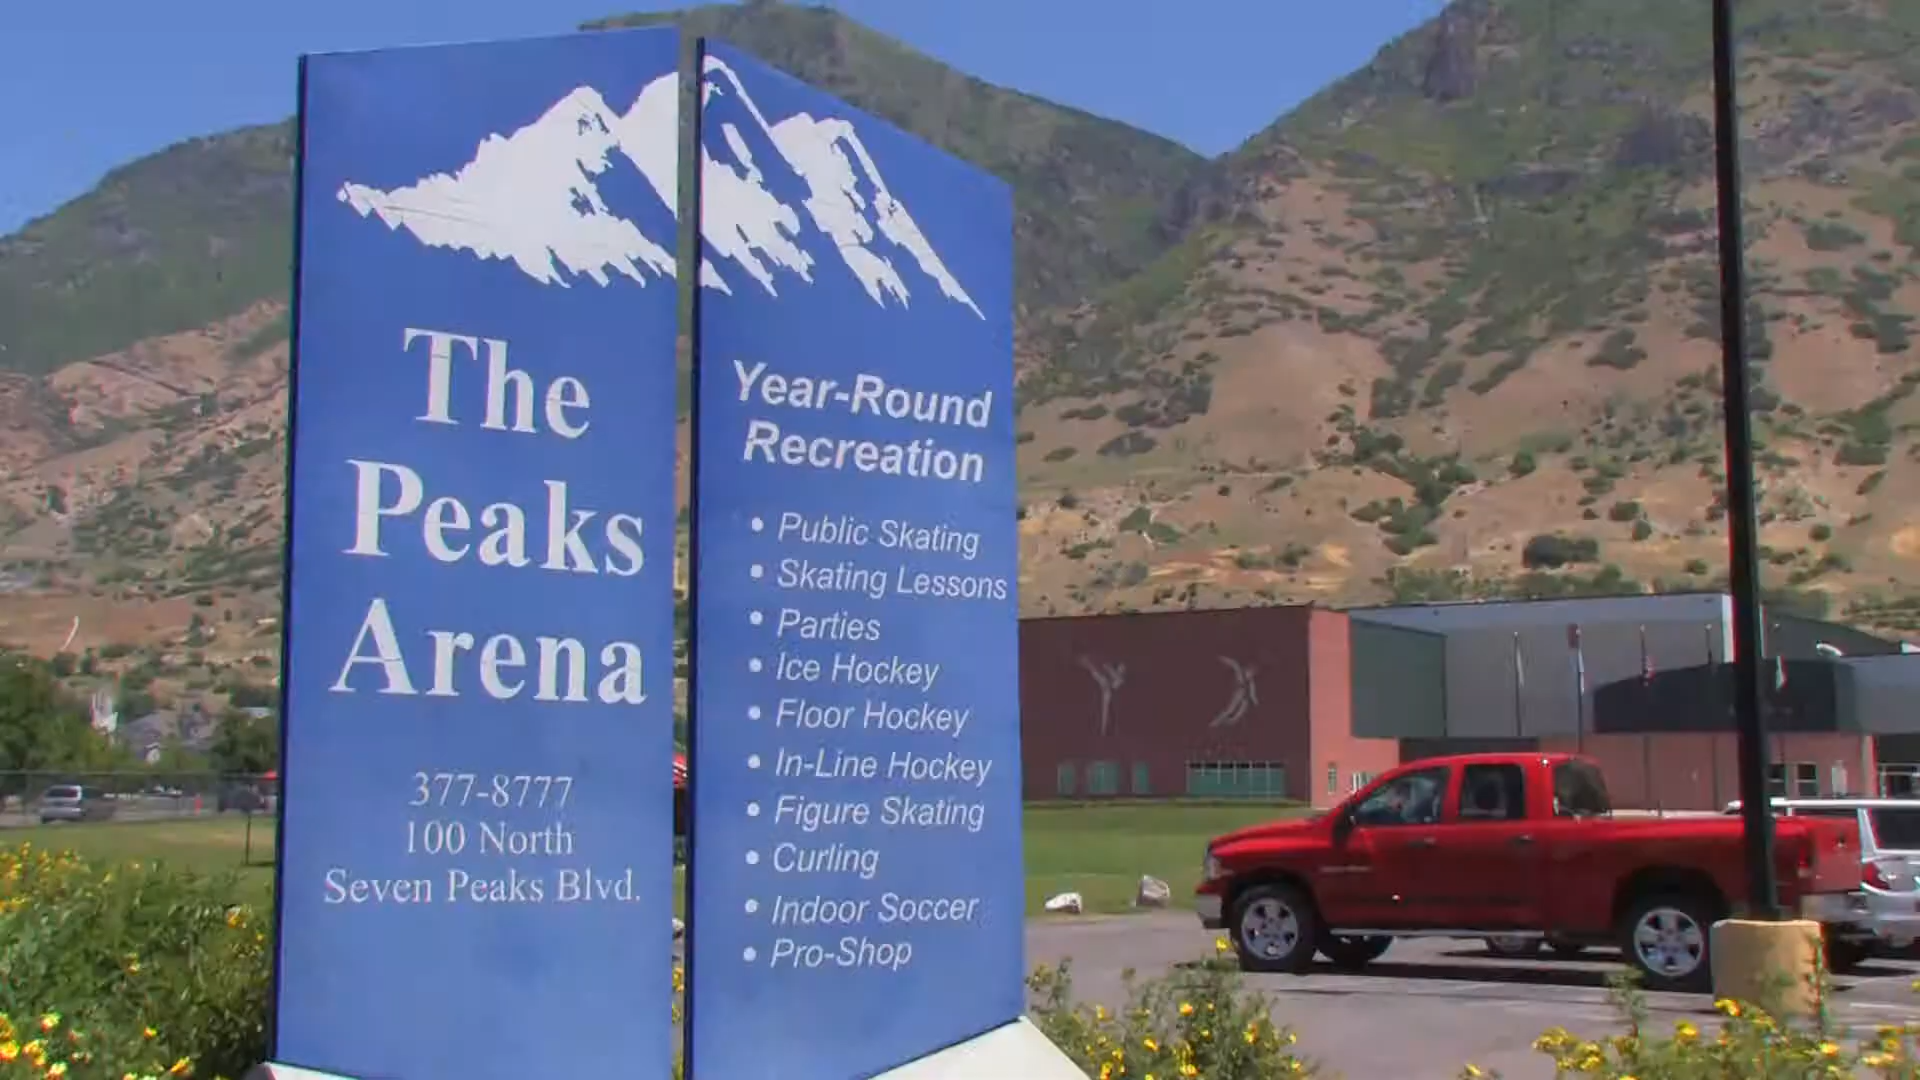 The
Peaks
Arena
377-8777
100 North
Seven Peaks Blvd.
Year-Round
Recreation
• Public Skating
• Skating Lessons
• Parties
• Ice Hockey
• Floor Hockey
• In-Line Hockey
• Figure Skating
• Curling
• Indoor Soccer
• Pro-Shop